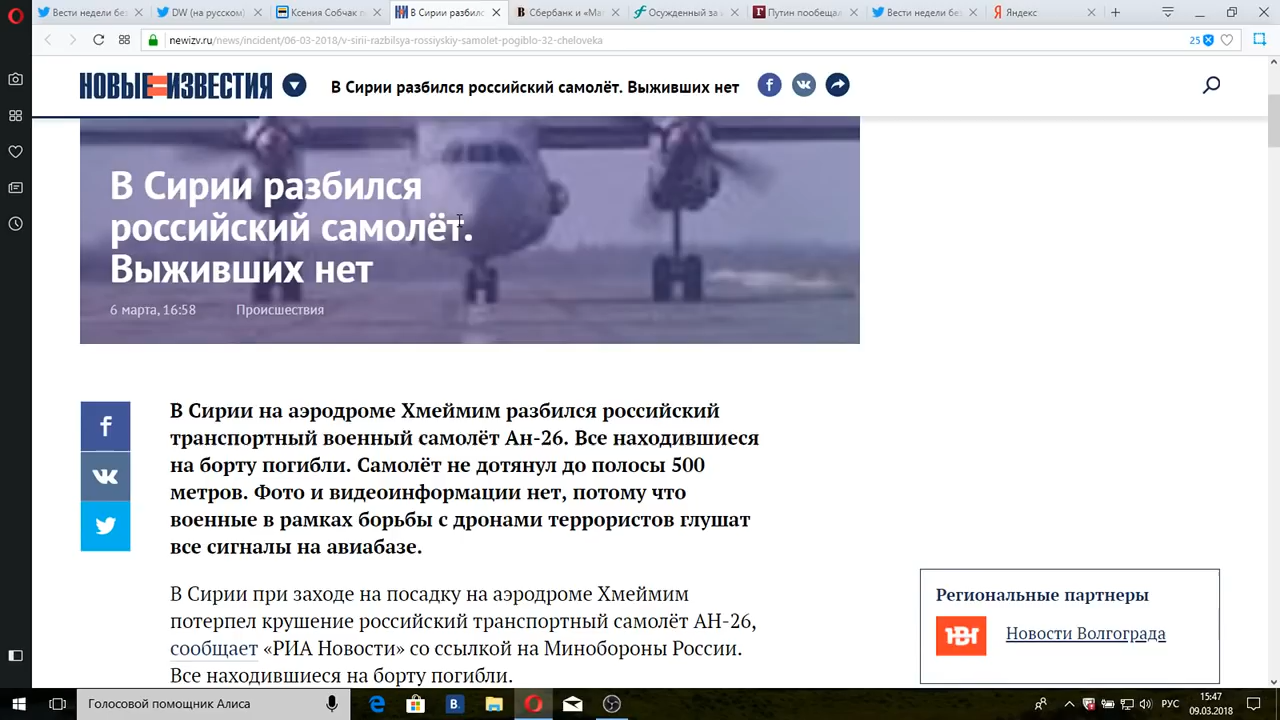 Вести недели без
DW (на русском)
Ксения Собчак п
В Сирии разбилс
Сбербанк и «Ма
Осужденный за
Путин пообещал
Вести недели без
Яндекс
newizv.ru/news/incident/06-03-2018/v-sirii-razbilsya-rossiyskiy-samolet-pogiblo-32-cheloveka
25
НОВЫЕ ИЗВЕСТИЯ
В Сирии разбился российский самолёт. Выживших нет
В Сирии разбился
российский самолёт.
Выживших нет
6 марта, 16:58
Происшествия
В Сирии на аэродроме Хмеймим разбился российский
транспортный военный самолёт Ан-26. Все находившиеся
на борту погибли. Самолёт не дотянул до полосы 500
метров. Фото и видеоинформации нет, потому что
военные в рамках борьбы с дронами террористов глушат
все сигналы на авиабазе.
В Сирии при заходе на посадку на аэродроме Хмеймим
потерпел крушение российский транспортный самолёт АН-26,
сообщает «РИА Новости» со ссылкой на Минобороны России.
Все находившиеся на борту погибли.
Региональные партнеры
Новости Волгограда
Голосовой помощник Алиса
РУС
15:47
09.03.2018